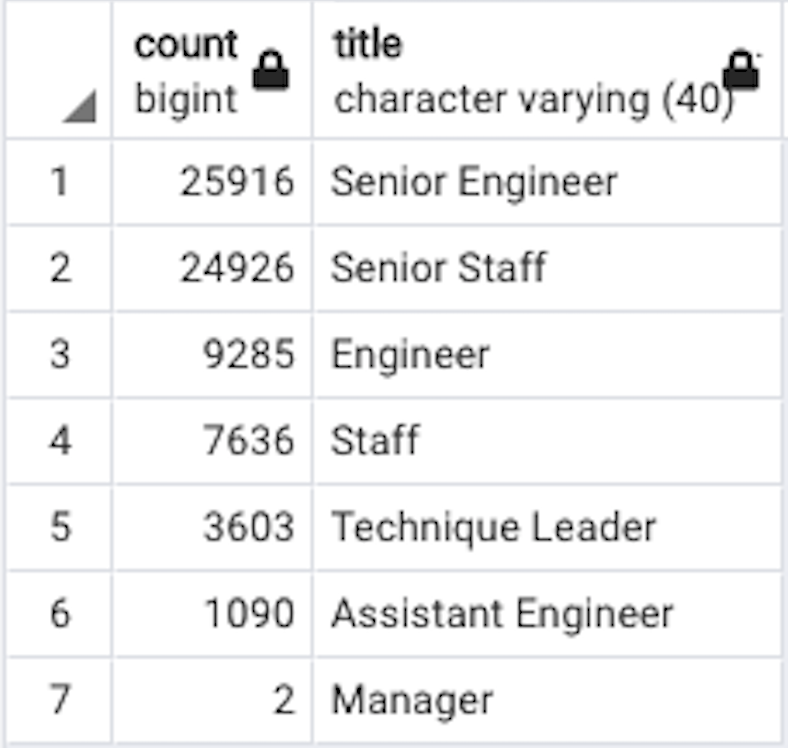 count title
bigint character varying (40)
1 25916 Senior Engineer
2 24926 Senior Staff
3 9285 Engineer
4 7636 Staff
5 3603 Technique Leader
6 1090 Assistant Engineer
7 2 Manager